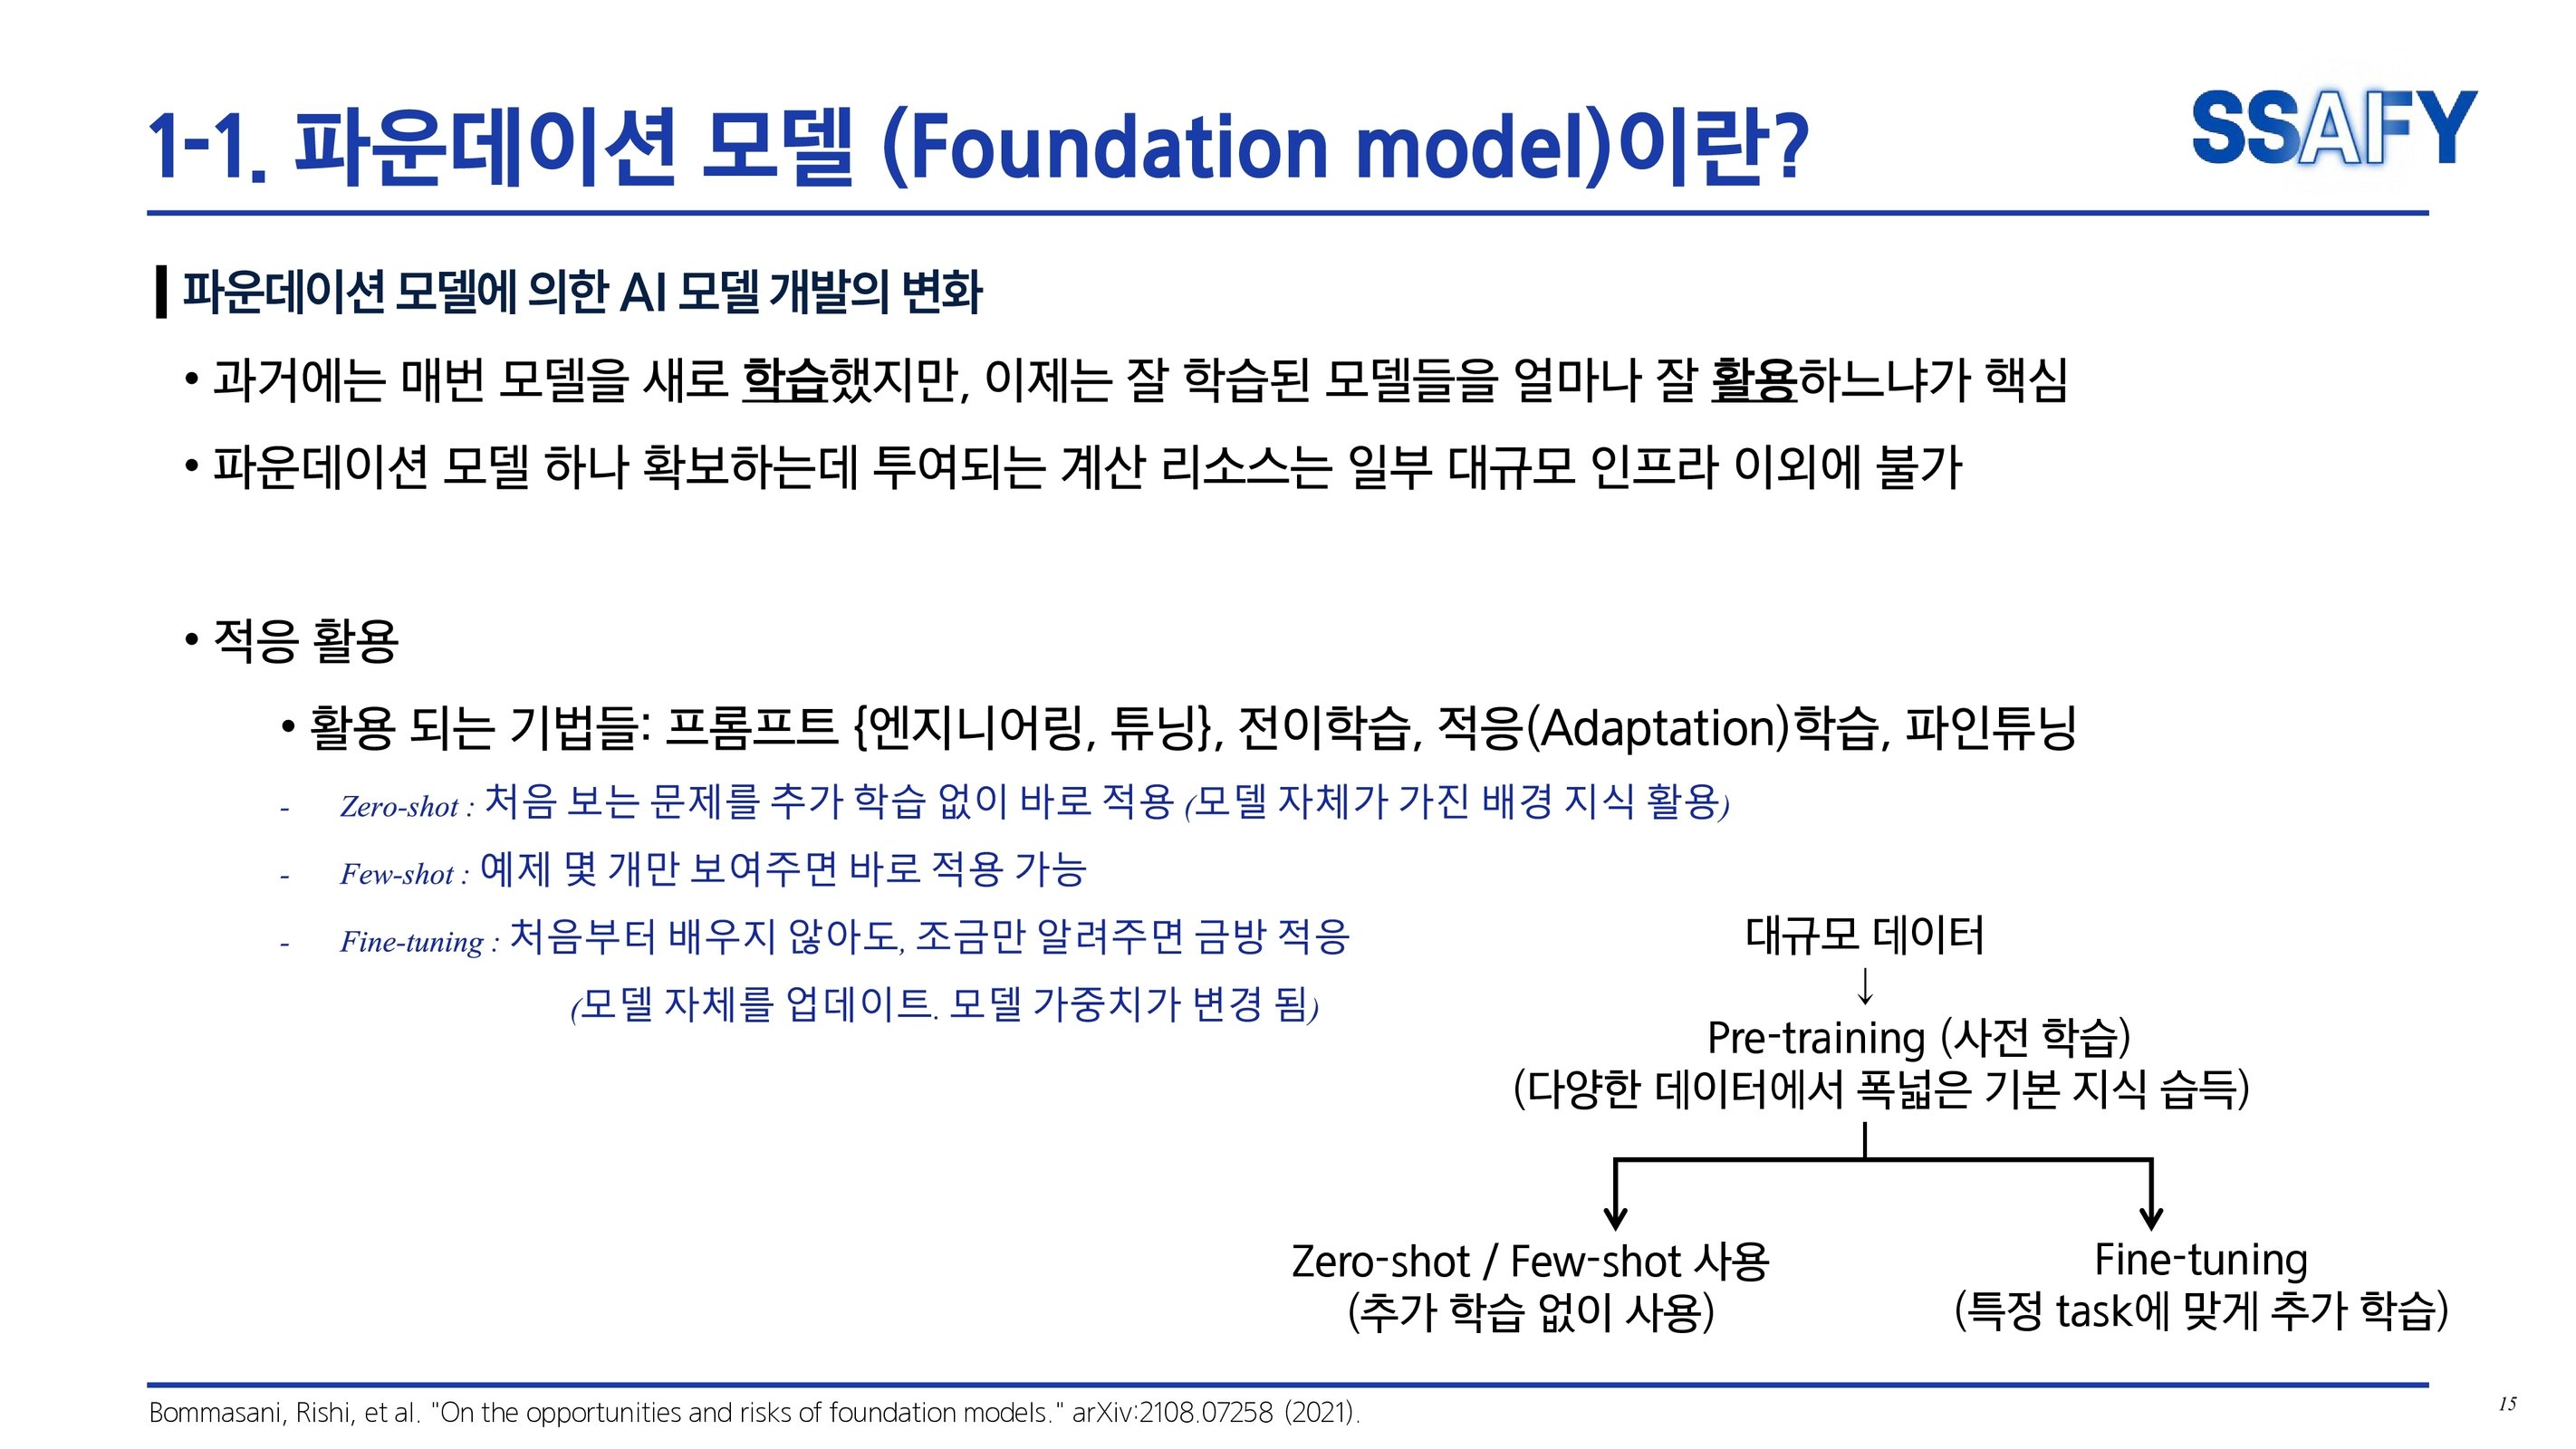 1-1. 파운데이션 모델 (Foundation model)이란?
SSAFY
파운데이션 모델에 의한 AI 모델 개발의 변화
• 과거에는 매번 모델을 새로 학습했지만, 이제는 잘 학습된 모델들을 얼마나 잘 활용하느냐가 핵심
• 파운데이션 모델 하나 확보하는데 투여되는 계산 리소스는 일부 대규모 인프라 이외에 불가
• 적응 활용
• 활용 되는 기법들: 프롬프트 {엔지니어링, 튜닝}, 전이학습, 적응(Adaptation)학습, 파인튜닝
- Zero-shot : 처음 보는 문제를 추가 학습 없이 바로 적용 (모델 자체가 가진 배경 지식 활용)
- Few-shot : 예제 몇 개만 보여주면 바로 적용 가능
- Fine-tuning : 처음부터 배우지 않아도, 조금만 알려주면 금방 적응
(모델 자체를 업데이트. 모델 가중치가 변경 됨)
대규모 데이터
↓
Pre-training (사전 학습)
(다양한 데이터에서 폭넓은 기본 지식 습득)
Zero-shot / Few-shot 사용
(추가 학습 없이 사용)
Fine-tuning
(특정 task에 맞게 추가 학습)
Bommasani, Rishi, et al. "On the opportunities and risks of foundation models." arXiv:2108.07258 (2021).
15